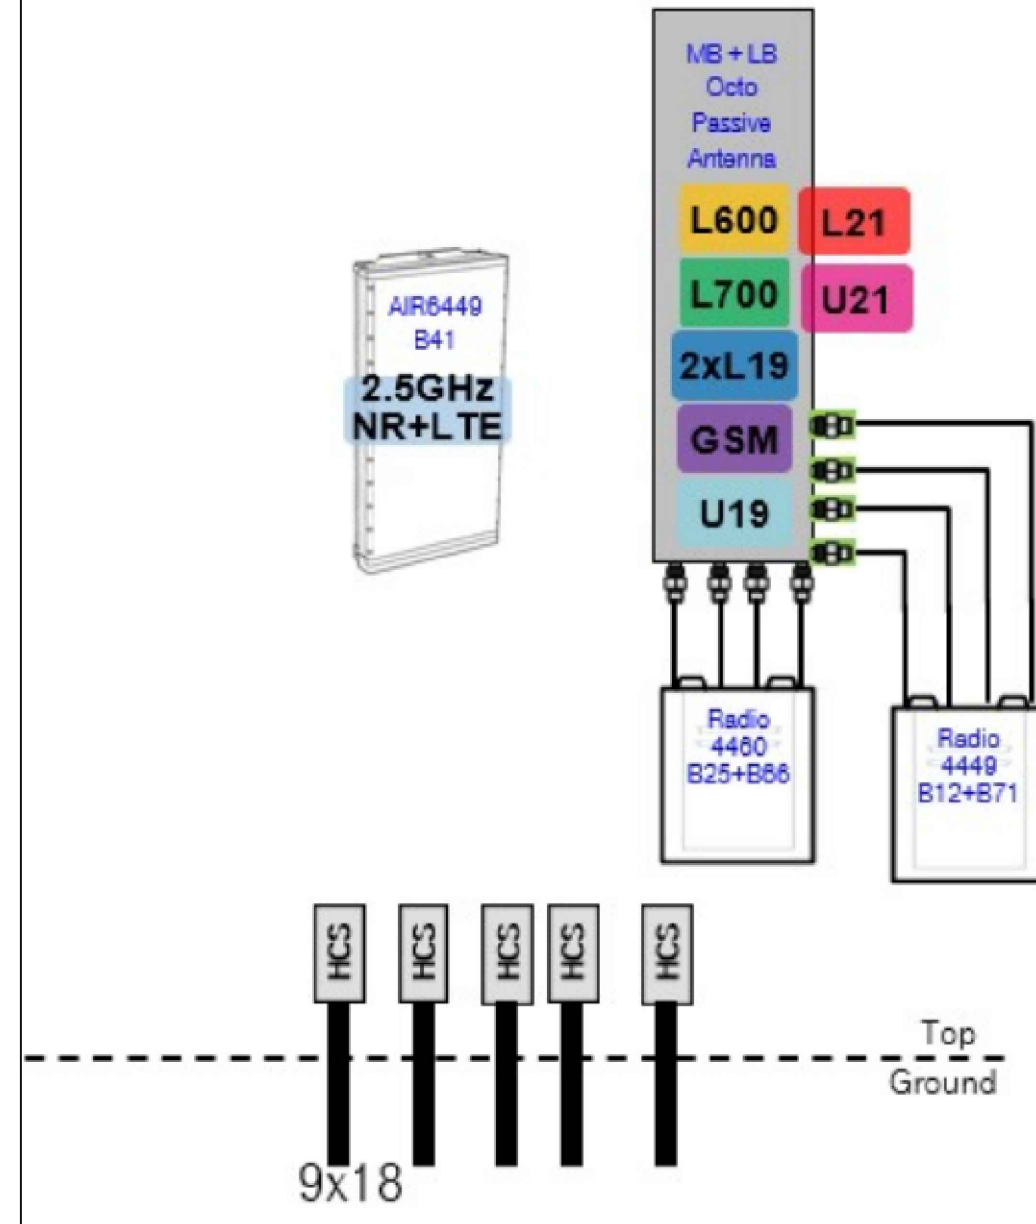 MB + LB
Octo
Passive
Antenna
L600
L21
L700
U21
2xL19
GSM
U19
AIR6449
B41
2.5GHz
NR+LTE
Radio
4460
B25+B66
Radio
4449
B12+B71
HCS
HCS
HCS
HCS
HCS
Top
Ground
9x18